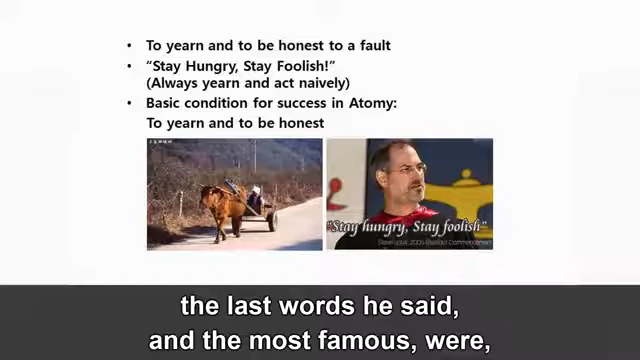 • To yearn and to be honest to a fault
• “Stay Hungry, Stay Foolish!”
(Always yearn and act naively)
• Basic condition for success in Atomy:
To yearn and to be honest
“Stay hungry, Stay foolish”
the last words he said,
and the most famous, were,